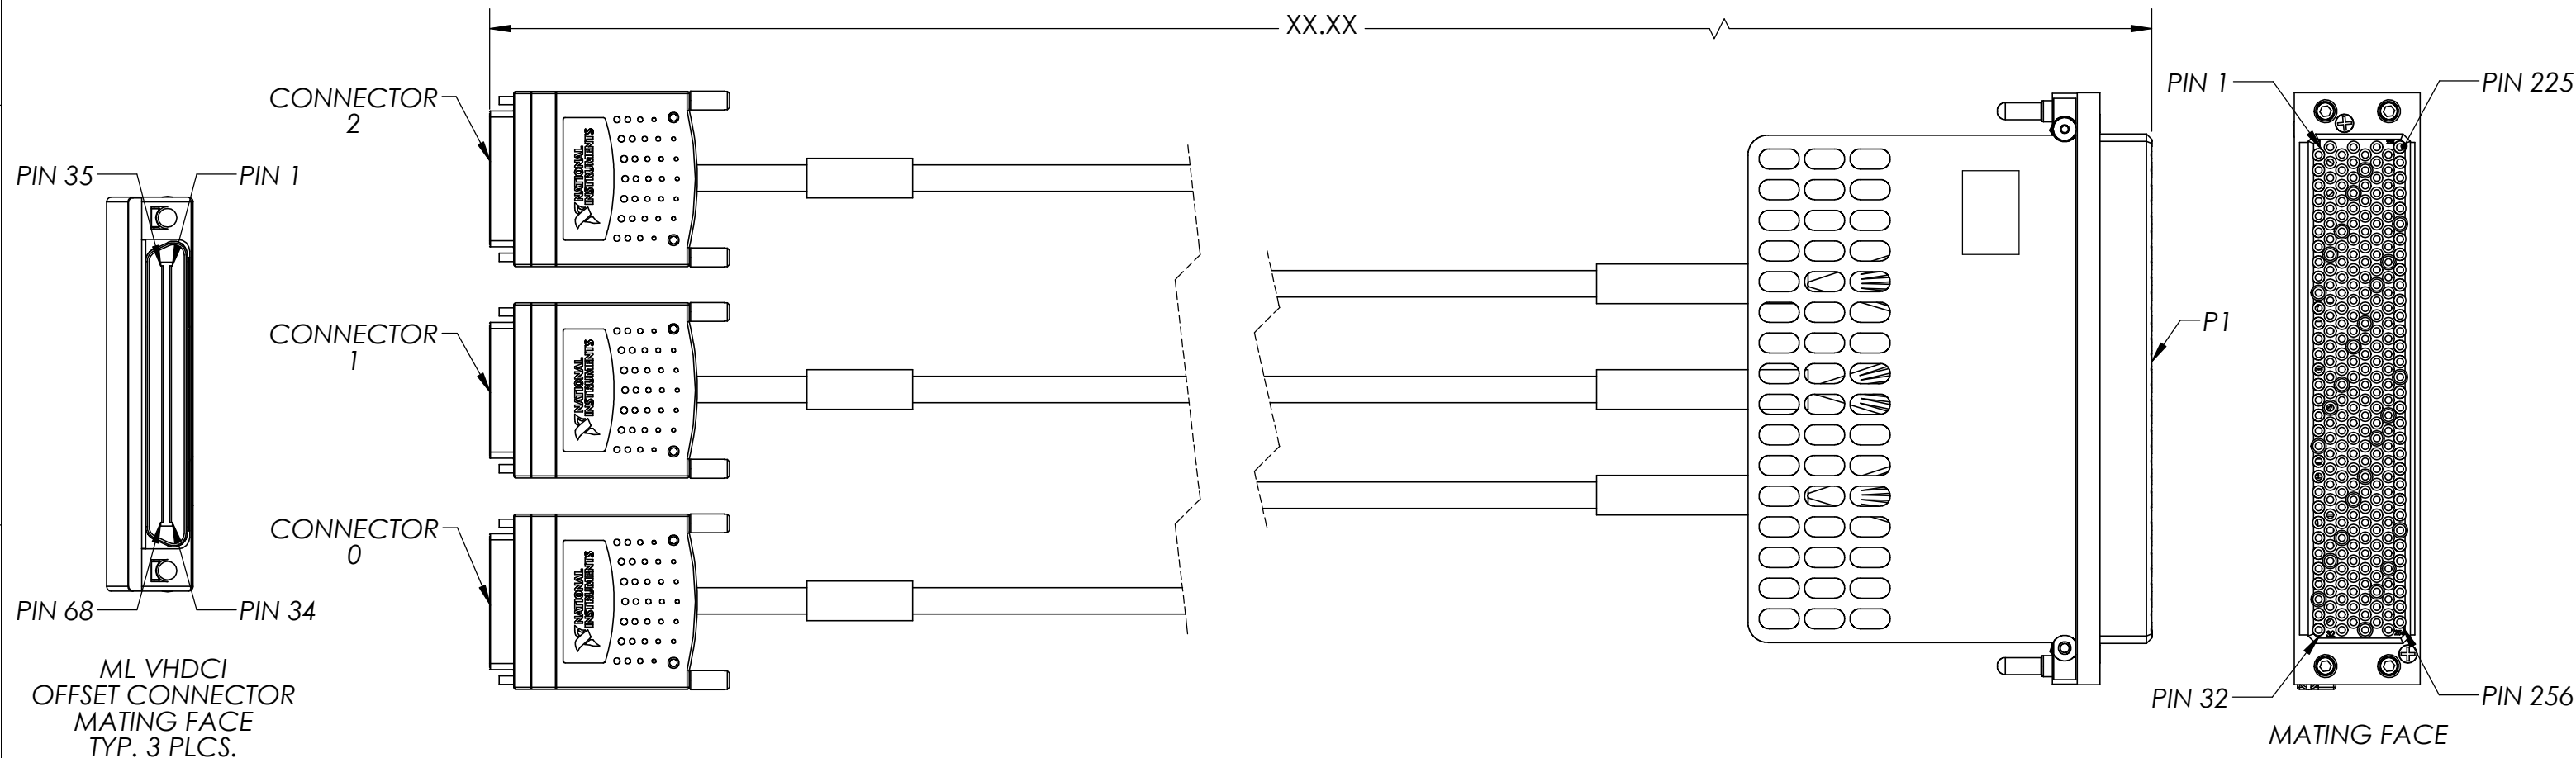 XX.XX
CONNECTOR
2
PIN 35
PIN 1
NATIONAL
INSTRUMENTS
CONNECTOR
1
NATIONAL
INSTRUMENTS
CONNECTOR
0
NATIONAL
INSTRUMENTS
PIN 68
PIN 34
ML VHDCI
OFFSET CONNECTOR
MATING FACE
TYP. 3 PLCS.
PIN 1
PIN 225
P1
32
PIN 32
PIN 256
MATING FACE